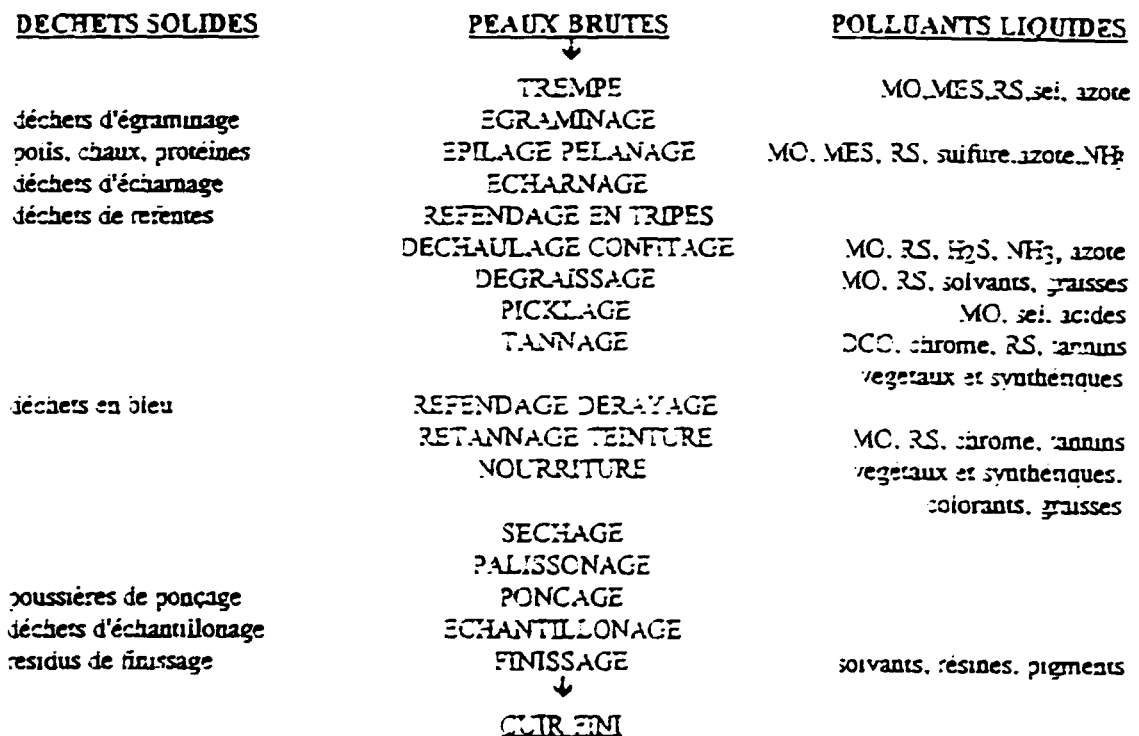 DECHETS SOLIDES PEAUX BRUTES POLLUANTS LIQUIDES
TREMPE MO, MES, RS, sel, azote
déchets d'égraminage EGRAMINAGE
poils, chaux, protéines EPILAGE PELANAGE MO, MES, RS, sulfure, azote, NH3
déchets d'écharnage ECHARNAGE
déchets de refentes REFENDAGE EN TRIPES
DECHAULAGE CONFITAGE MO, RS, H2S, NH3, azote
DEGRAISSAGE MO, RS, solvants, graisses
PICKLAGE MO, sel, acides
TANNAGE DCO, chrome, RS, tannins
vegetaux et synthétiques
déchets en bleu REFENDAGE DERAYAGE
RETANNAGE TEINTURE MO, RS, chrome, tannins
NOURRITURE vegétaux et synthétiques,
colorants, graisses
SECHAGE
PALISSONAGE
poussières de ponçage PONCAGE
déchets d'échantillonage ECHANTILLONAGE
residus de finissage FINISSAGE solvants, résines, pigments
CUIR FINI